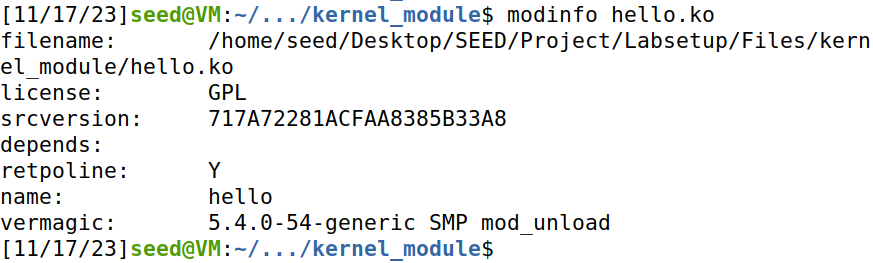 [11/17/23]seed@VM:~/.../kernel_module$ modinfo hello.ko
filename:       /home/seed/Desktop/SEED/Project/Labsetup/Files/kern
el_module/hello.ko
license:        GPL
srcversion:     717A72281ACFAA8385B33A8
depends:
retpoline:      Y
name:           hello
vermagic:       5.4.0-54-generic SMP mod_unload
[11/17/23]seed@VM:~/.../kernel_module$